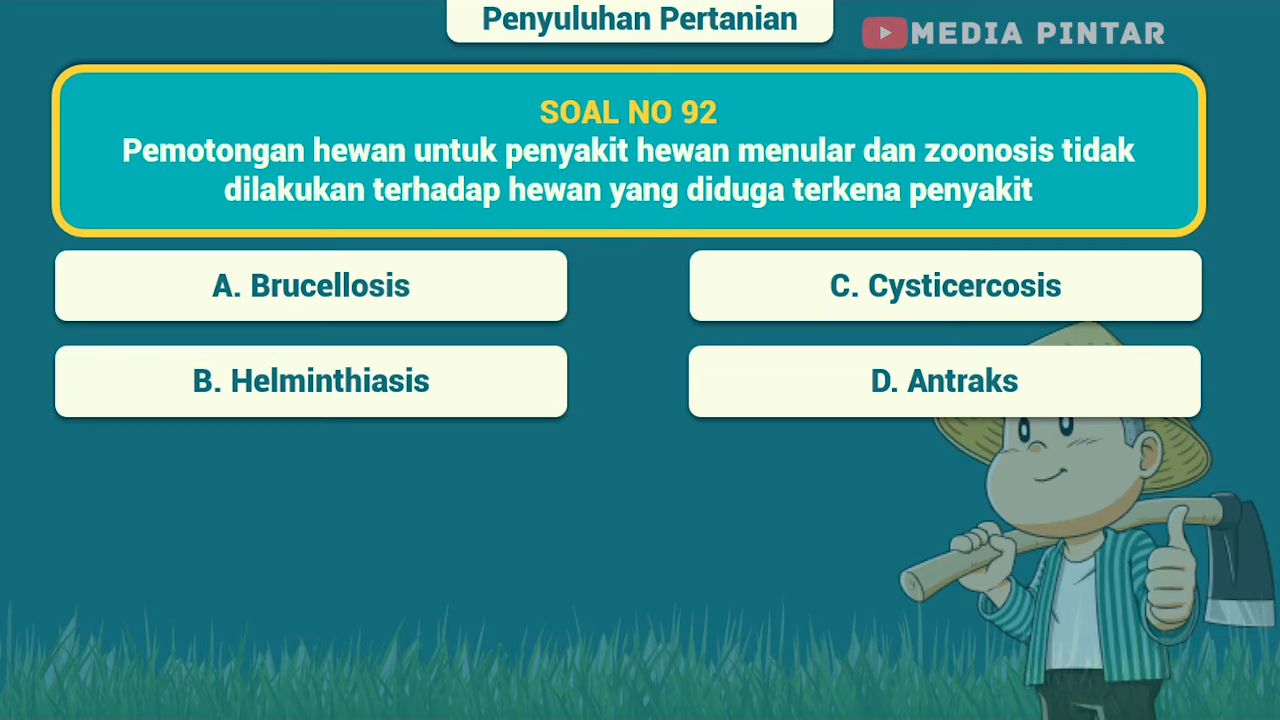 Penyuluhan Pertanian
MEDIA PINTAR
SOAL NO 92
Pemotongan hewan untuk penyakit hewan menular dan zoonosis tidak
dilakukan terhadap hewan yang diduga terkena penyakit
A. Brucellosis
C. Cysticercosis
B. Helminthiasis
D. Antraks